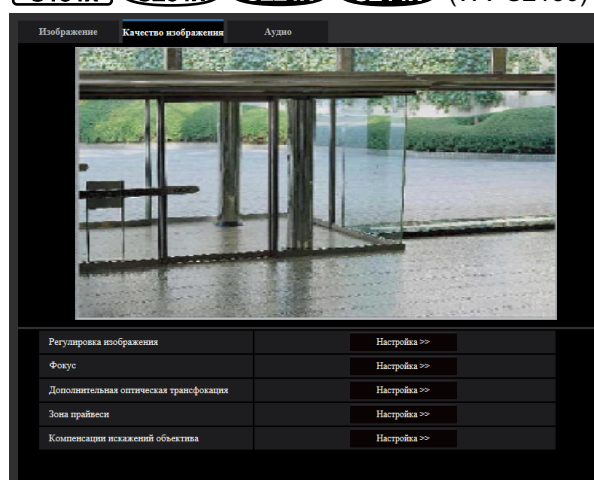 Изображение Качество изображения Аудио
Регулировка изображения Настройка >>
Фокус Настройка >>
Дополнительная оптическая трансфокация Настройка >>
Зона прайвеси Настройка >>
Компенсации искажений объектива Настройка >>